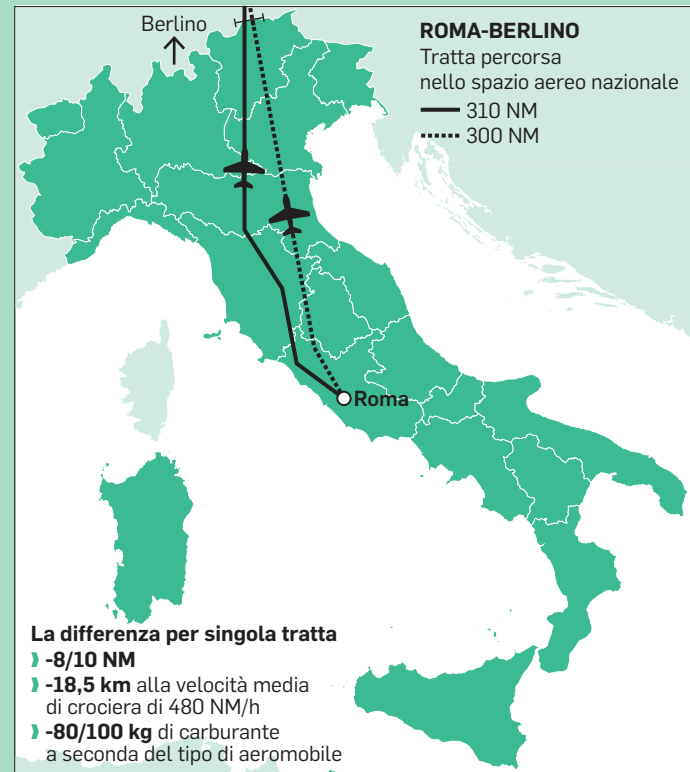 Berlino
ROMA-BERLINO
Tratta percorsa
nello spazio aereo nazionale
310 NM
300 NM
Roma
La differenza per singola tratta
-8/10 NM
-18,5 km alla velocità media
di crociera di 480 NM/h
-80/100 kg di carburante
a seconda del tipo di aeromobile